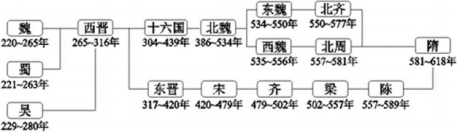 东魏 北齐
534~550年 550~577年
魏 西晋 十六国 北魏
220~265年 265~316年 304~439年 386~534年
西魏 北周 隋
535~556年 557~581年 581~618年
蜀
221~263年
东晋 宋 齐 梁 陈
317~420年 420~479年 479~502年 502~557年 557~589年
吴
229~280年